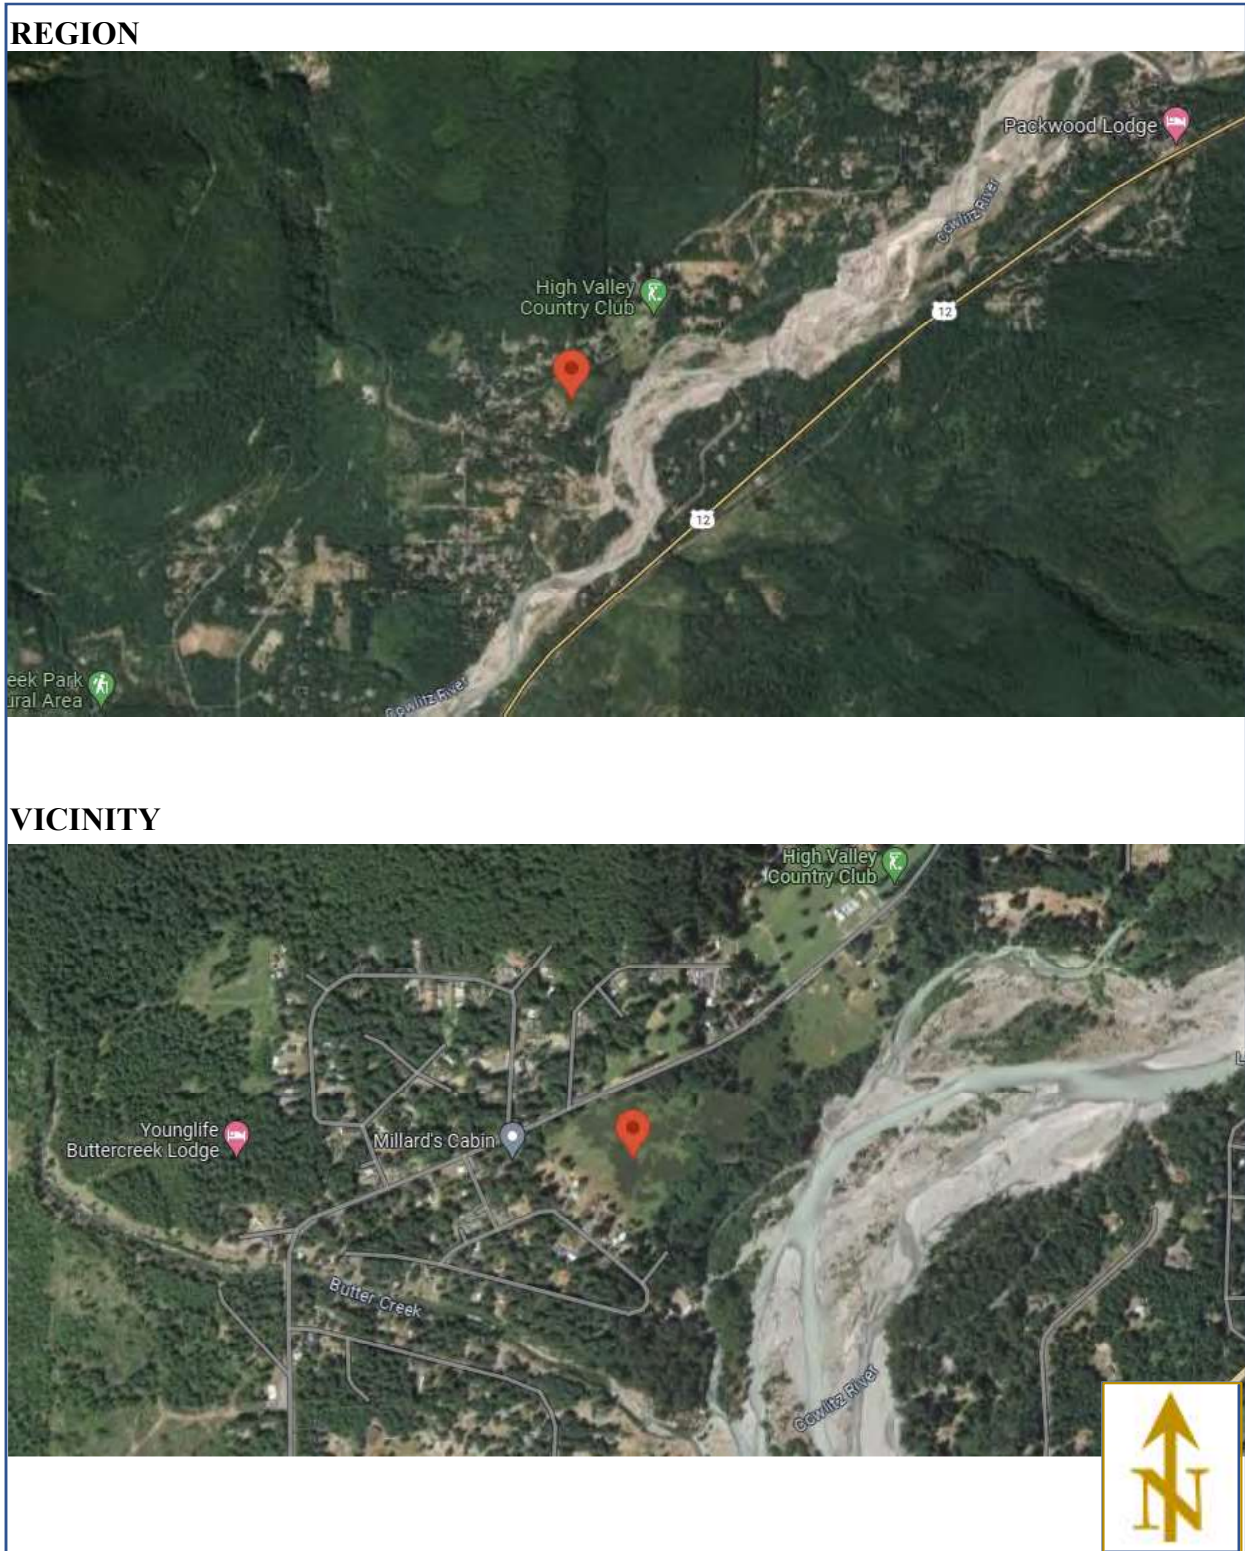 REGION
Packwood Lodge
Cowlitz River
High Valley
Country Club
12
12
eek Park
ural Area
Cowlitz River
VICINITY
High Valley
Country Club
Younglife
Buttercreek Lodge
Millard's Cabin
Butter Creek
Cowlitz River
N